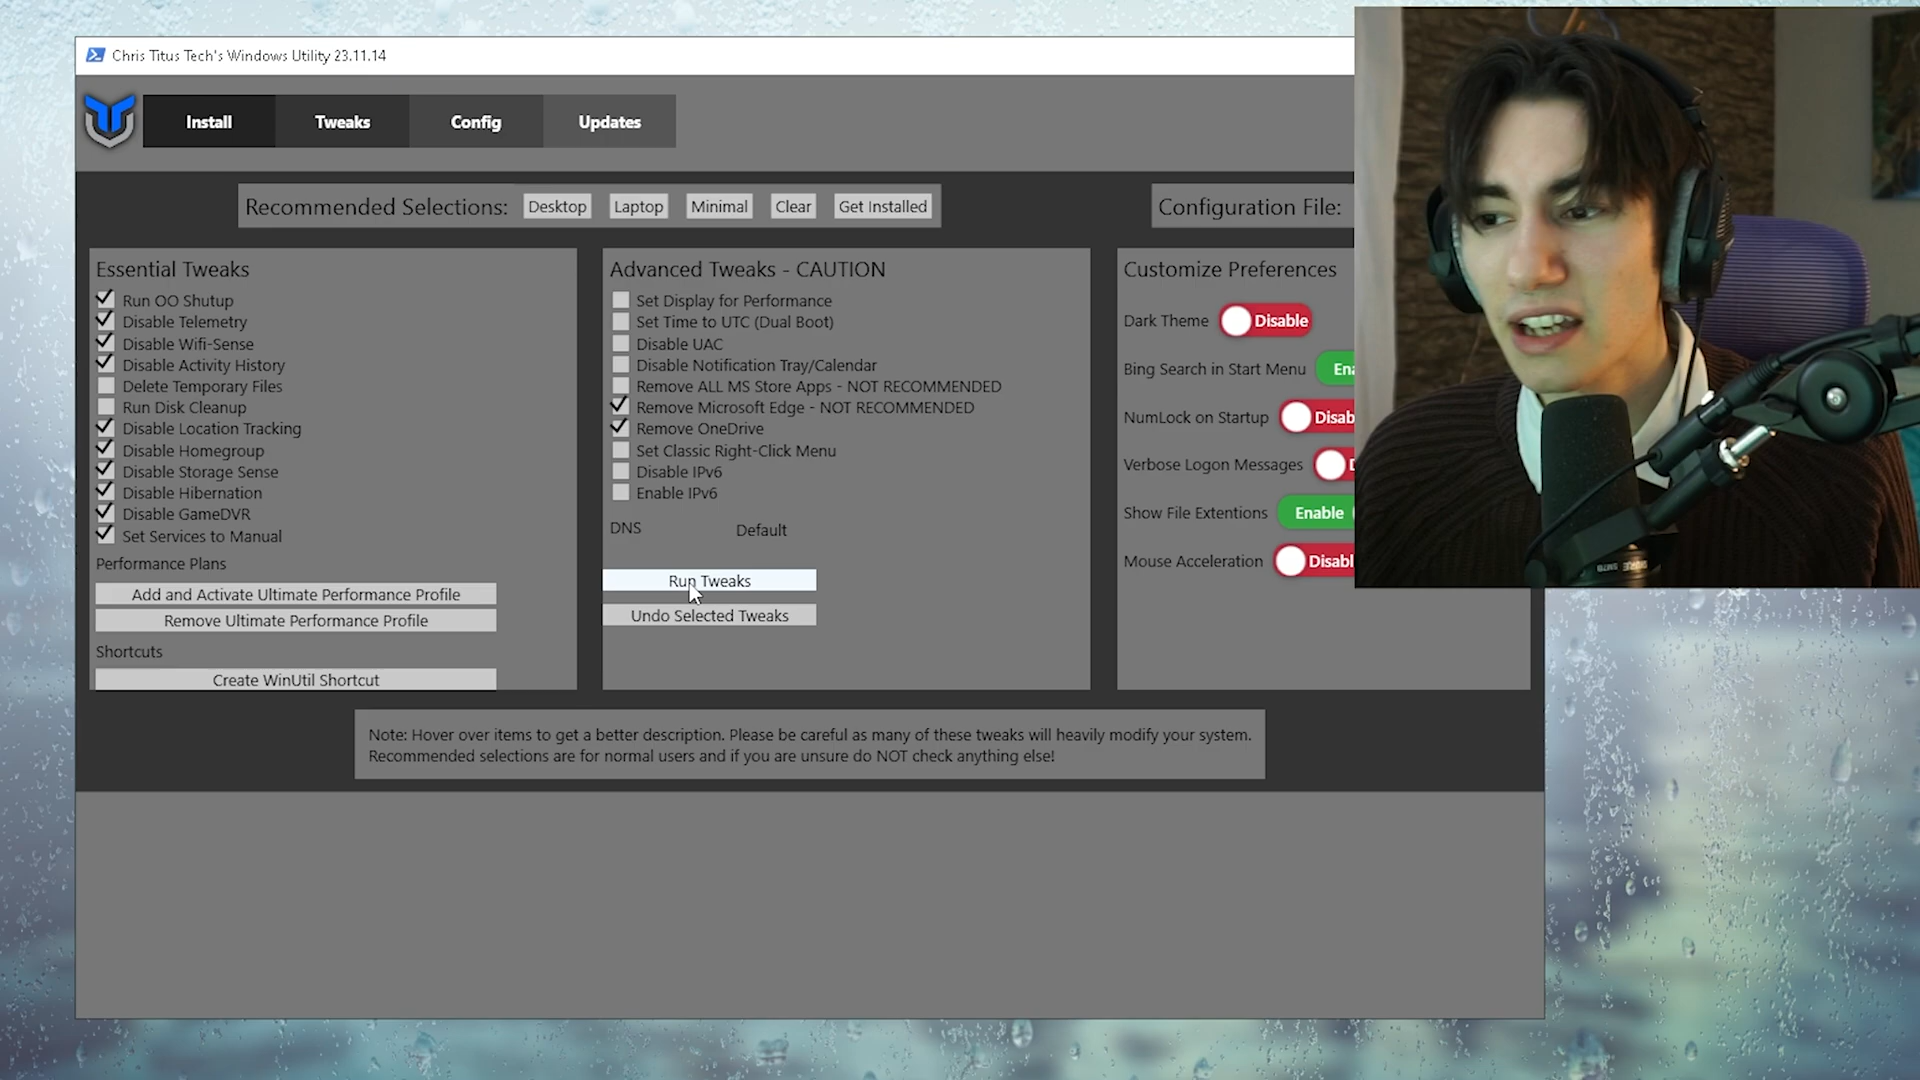 Chris Titus Tech's Windows Utility 23.11.14
Install
Tweaks
Config
Updates
Recommended Selections:
Desktop
Laptop
Minimal
Clear
Get Installed
Configuration File:
Essential Tweaks
Run OO Shutup
Disable Telemetry
Disable Wifi-Sense
Disable Activity History
Delete Temporary Files
Run Disk Cleanup
Disable Location Tracking
Disable Homegroup
Disable Storage Sense
Disable Hibernation
Disable GameDVR
Set Services to Manual
Performance Plans
Add and Activate Ultimate Performance Profile
Remove Ultimate Performance Profile
Shortcuts
Create WinUtil Shortcut
Advanced Tweaks - CAUTION
Set Display for Performance
Set Time to UTC (Dual Boot)
Disable UAC
Disable Notification Tray/Calendar
Remove ALL MS Store Apps - NOT RECOMMENDED
Remove Microsoft Edge - NOT RECOMMENDED
Remove OneDrive
Set Classic Right-Click Menu
Disable IPv6
Enable IPv6
DNS
Default
Run Tweaks
Undo Selected Tweaks
Customize Preferences
Dark Theme
Disable
Bing Search in Start Menu
Ena
NumLock on Startup
Disab
Verbose Logon Messages
D
Show File Extentions
Enable
Mouse Acceleration
Disabl
Note: Hover over items to get a better description. Please be careful as many of these tweaks will heavily modify your system.
Recommended selections are for normal users and if you are unsure do NOT check anything else!